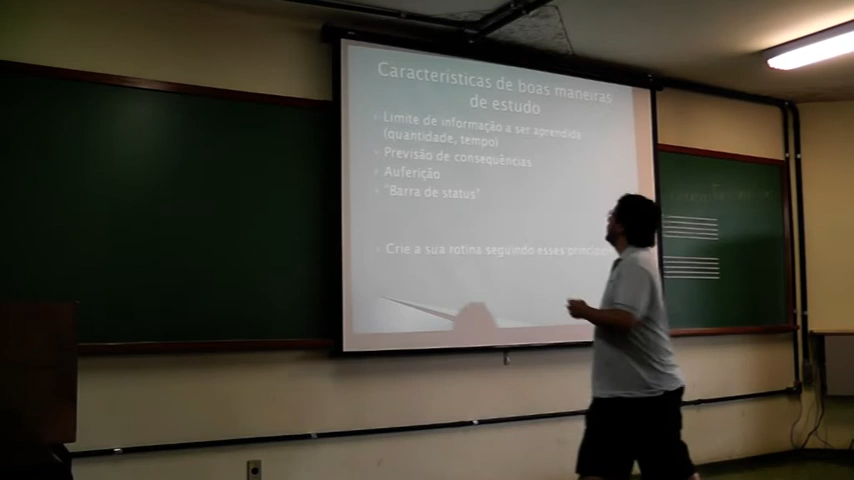 Características de boas maneiras
de estudo
Limite de informação a ser aprendida
(quantidade, tempo)
Previsão de consequências
Auferição
"Barra de status"
Crie a sua rotina seguindo esses